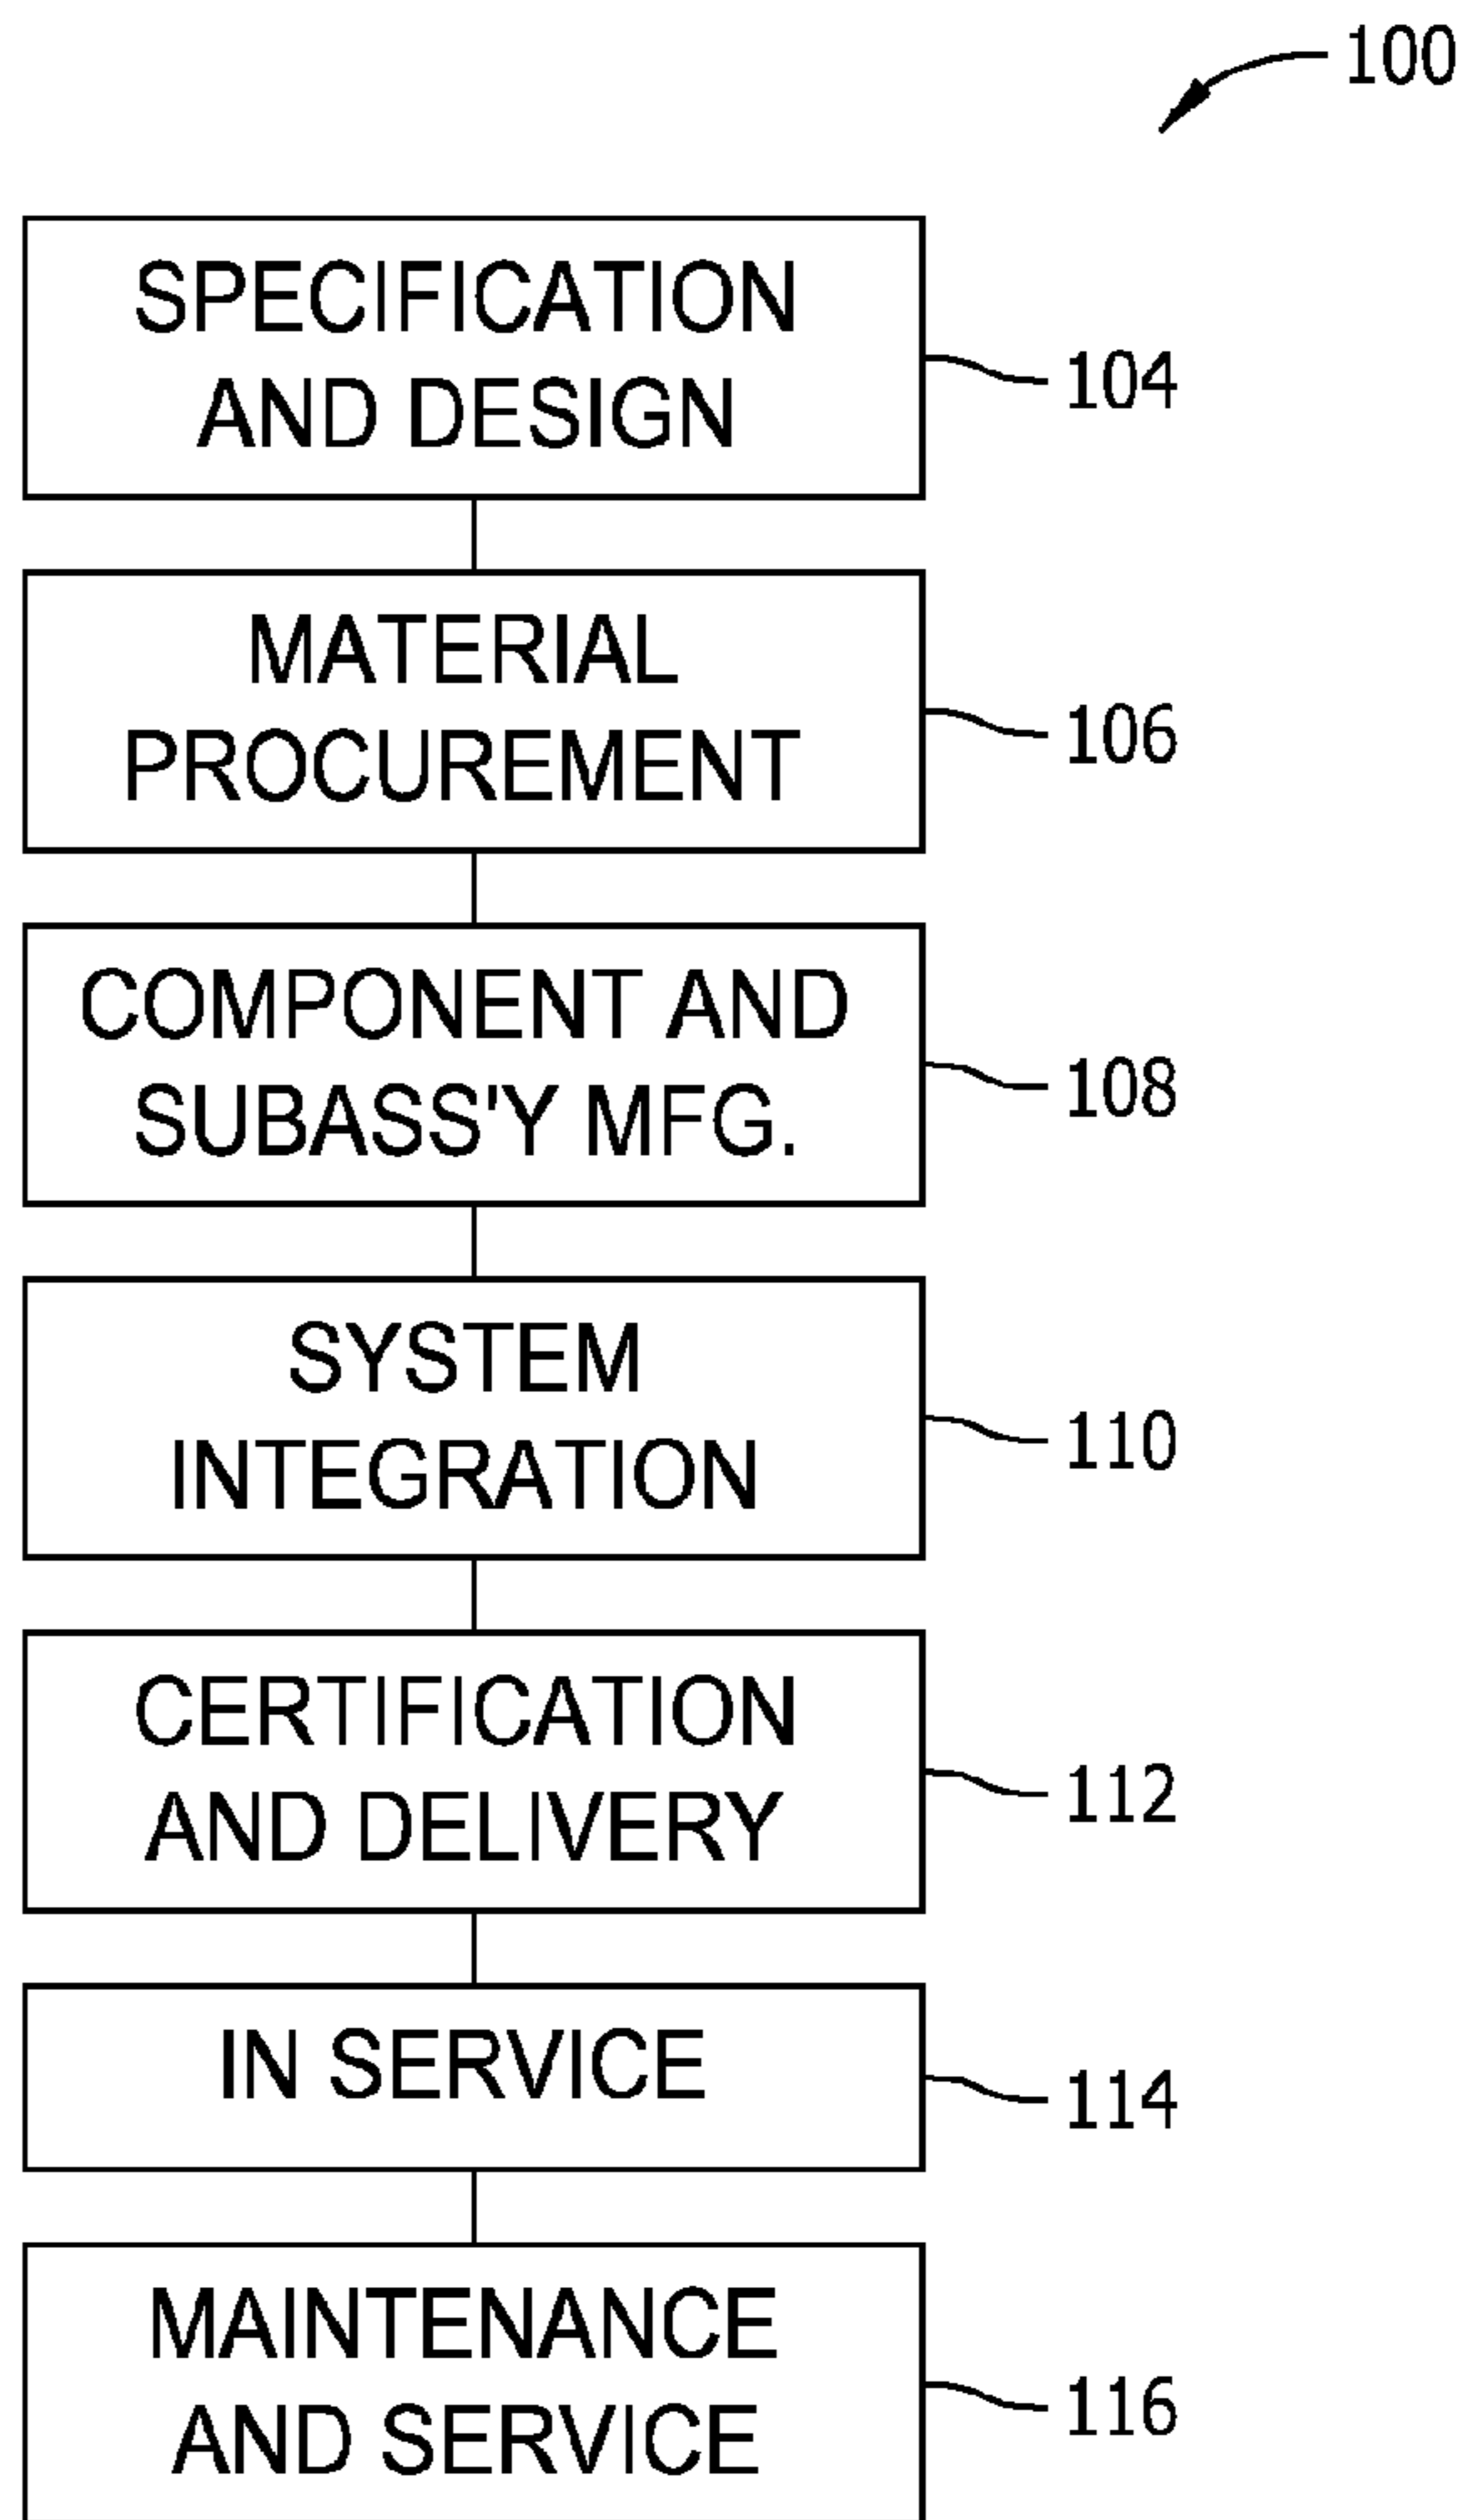 100
SPECIFICATION
AND DESIGN
104
MATERIAL
PROCUREMENT
106
COMPONENT AND
SUBASS'Y MFG.
108
SYSTEM
INTEGRATION
110
CERTIFICATION
AND DELIVERY
112
IN SERVICE
114
MAINTENANCE
AND SERVICE
116